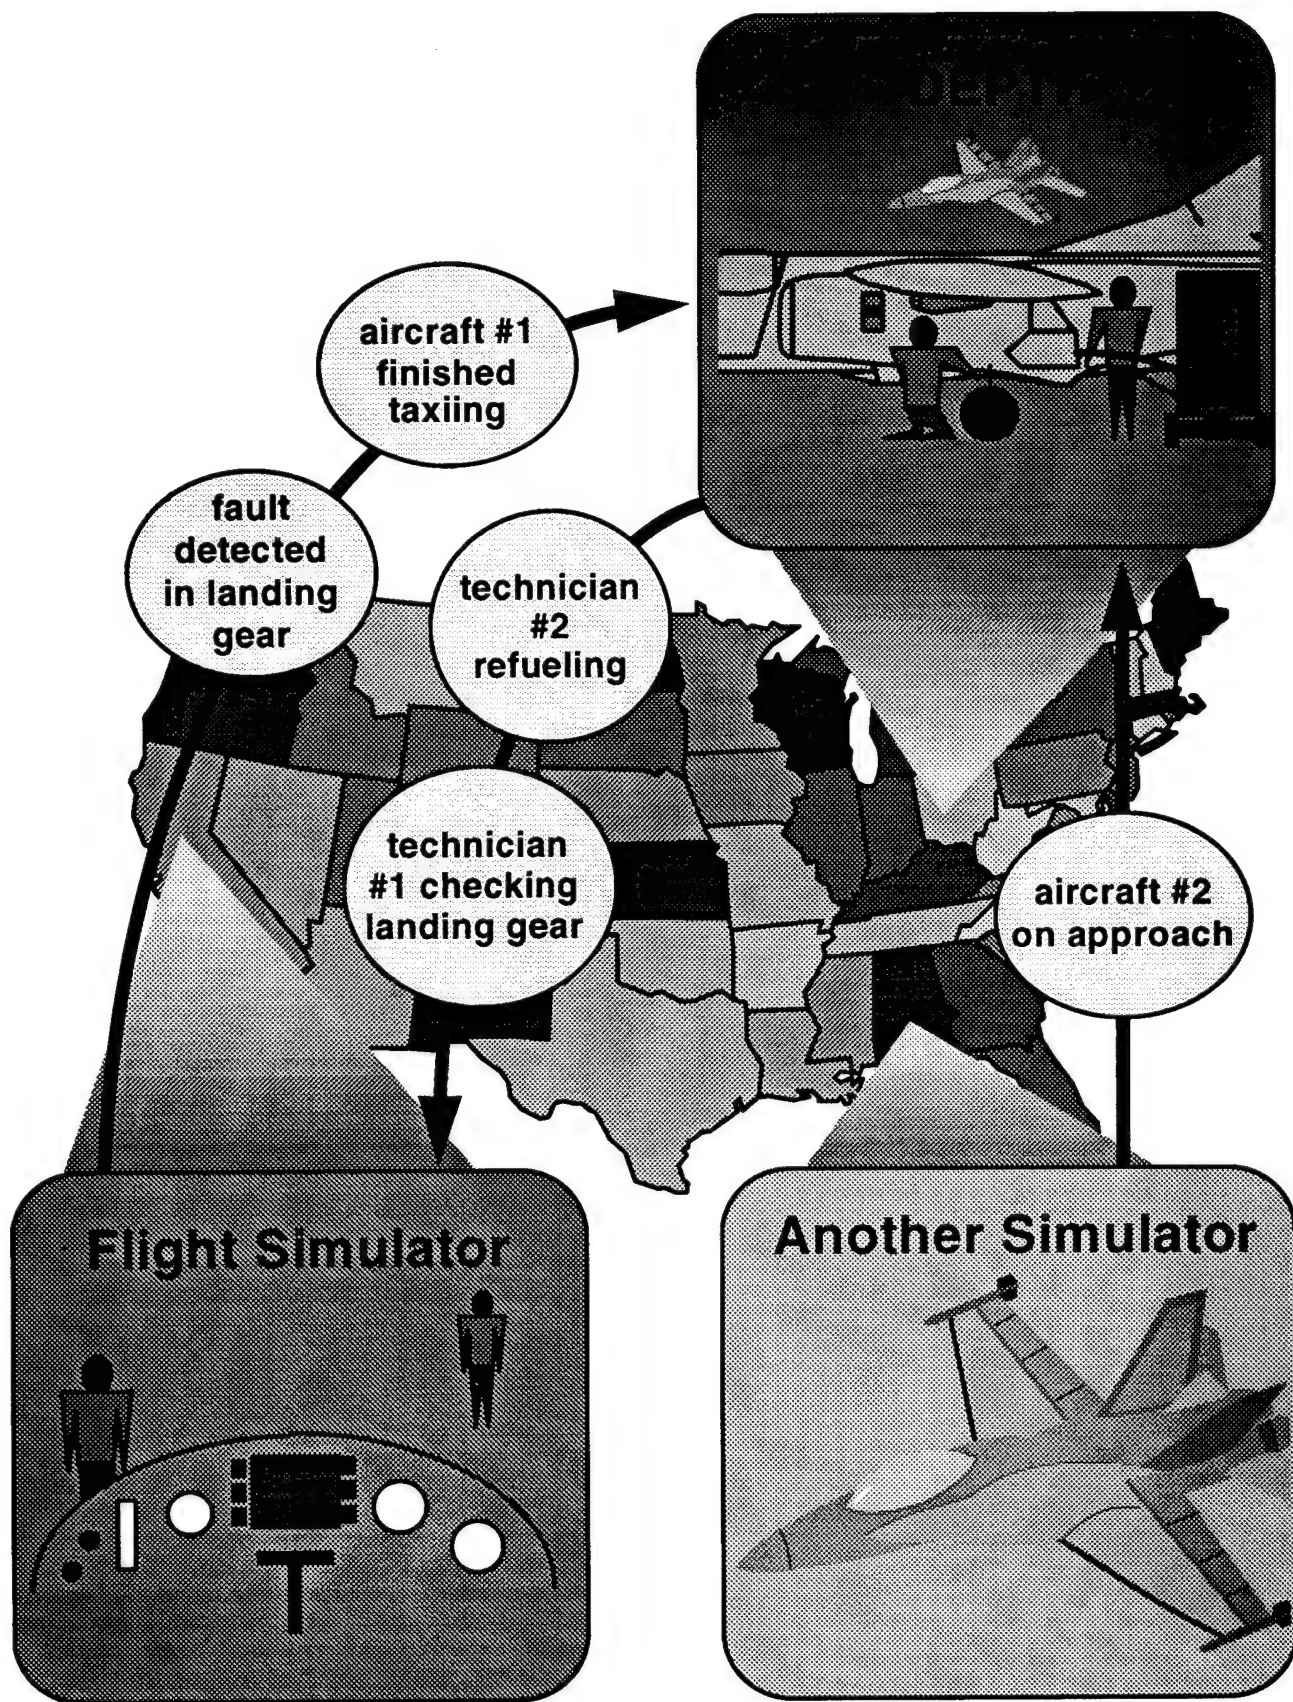 DEPTH
aircraft #1
finished
taxiing
fault
detected
in landing
gear
technician
#2
refueling
technician
#1 checking
landing gear
aircraft #2
on approach
Flight Simulator
Another Simulator